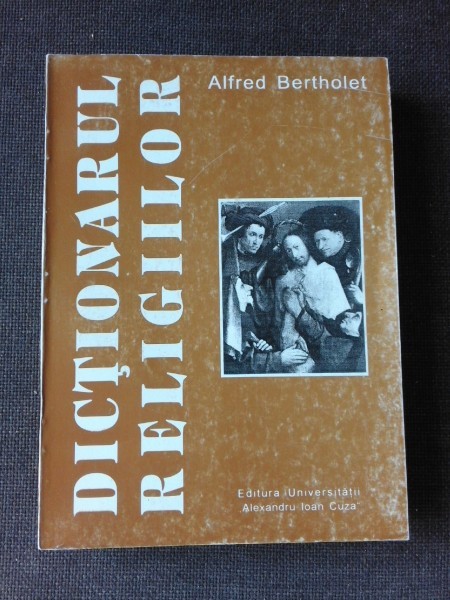 Alfred Bertholet
DICŢIONARUL
RELIGIILOR
Editura Universităţii
„Alexandru Ioan Cuza”